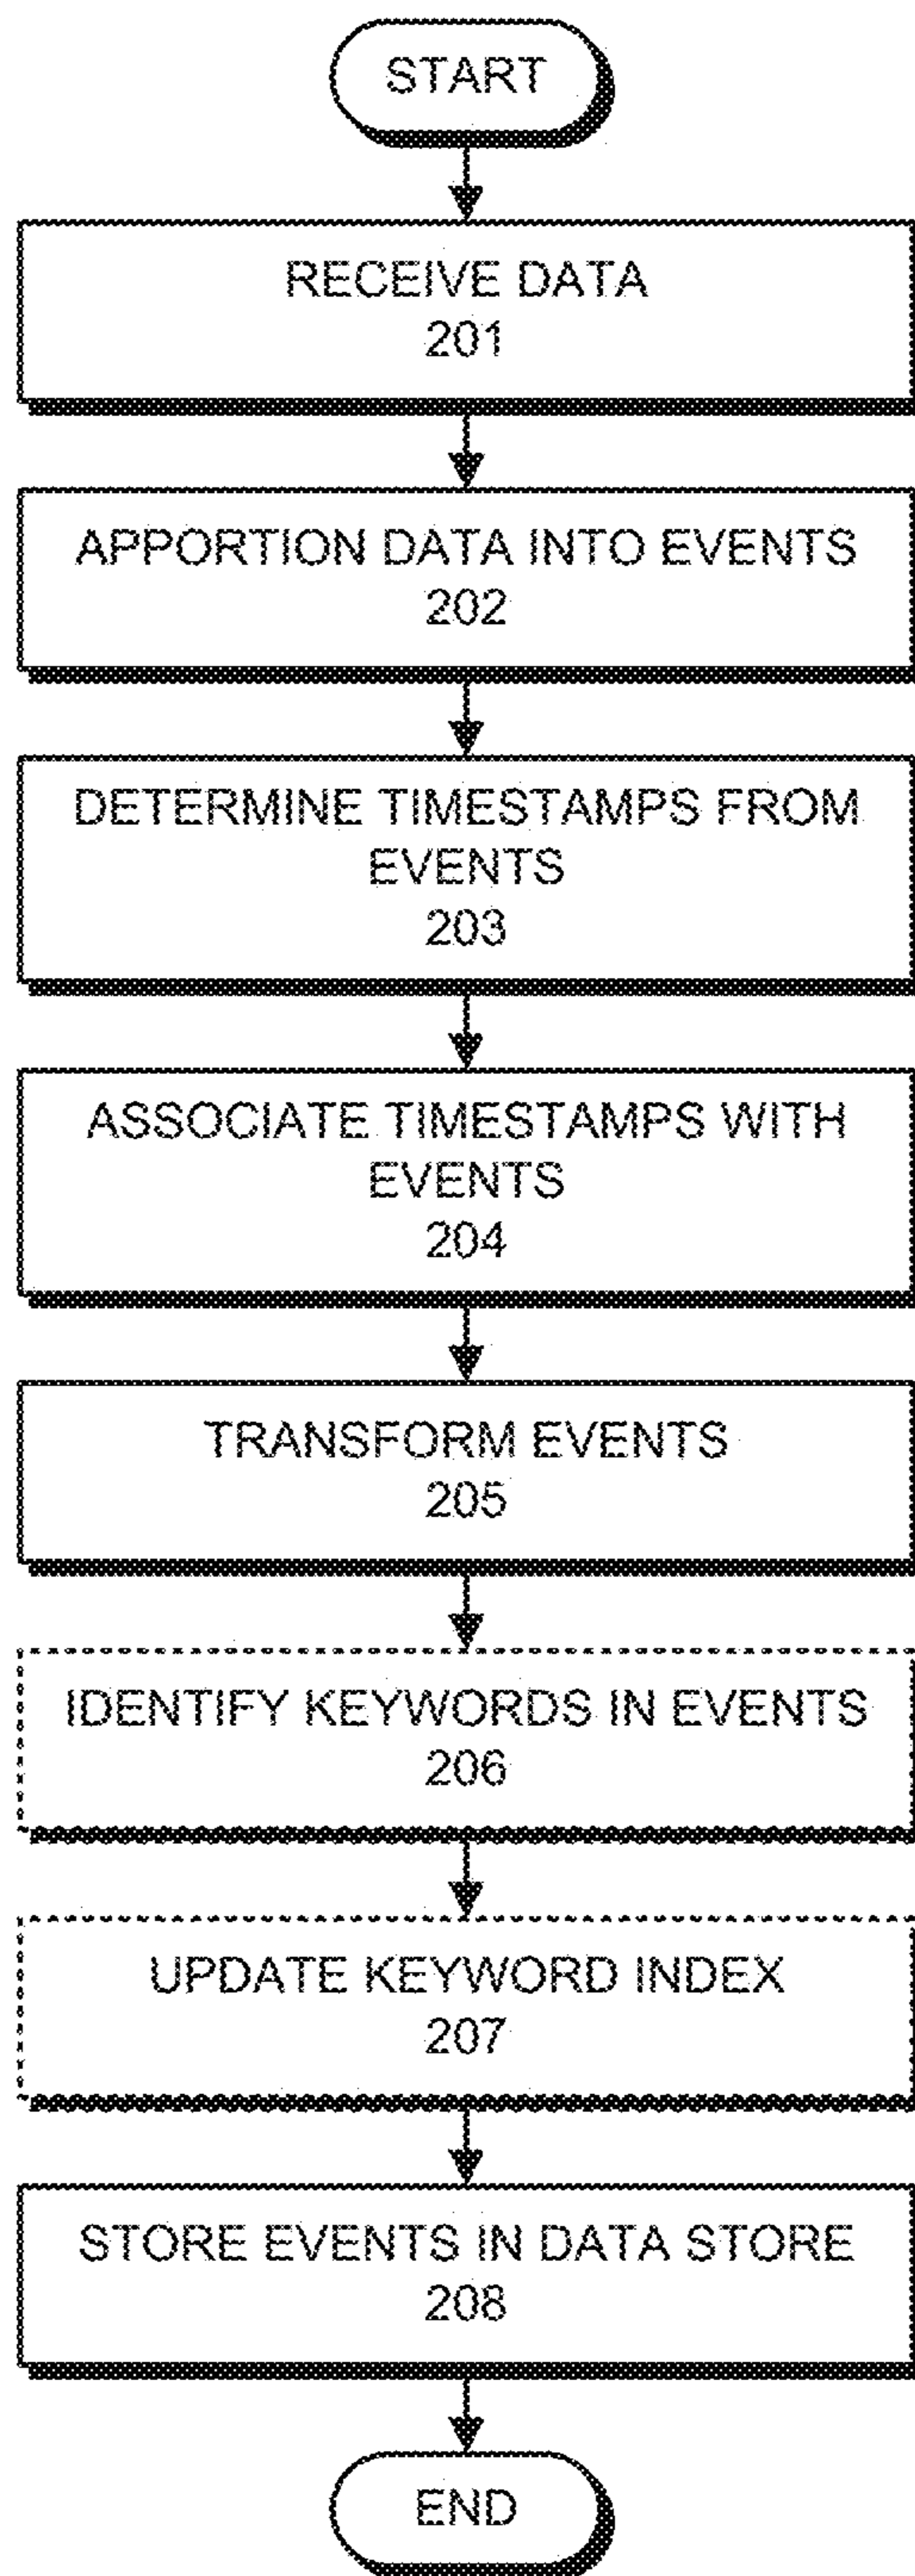 START
RECEIVE DATA
201
APPORTION DATA INTO EVENTS
202
DETERMINE TIMESTAMPS FROM
EVENTS
203
ASSOCIATE TIMESTAMPS WITH
EVENTS
204
TRANSFORM EVENTS
205
IDENTIFY KEYWORDS IN EVENTS
206
UPDATE KEYWORD INDEX
207
STORE EVENTS IN DATA STORE
208
END